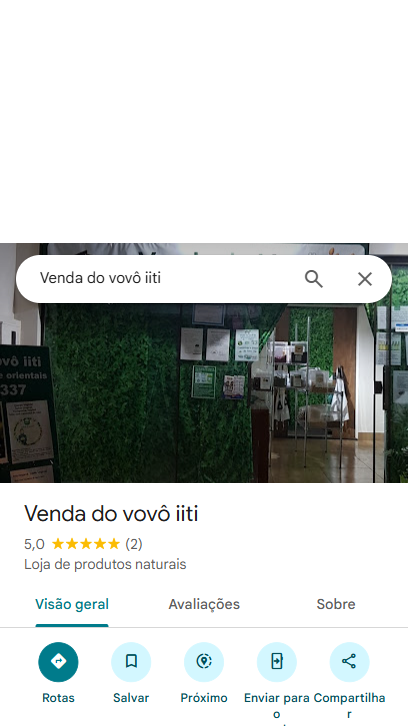 Venda do vovô iiti
vovô iiti
e orientais
337
Venda do vovô iiti
5,0 (2)
Loja de produtos naturais
Visão geral Avaliações Sobre
Rotas Salvar Próximo Enviar para o Compartilhar